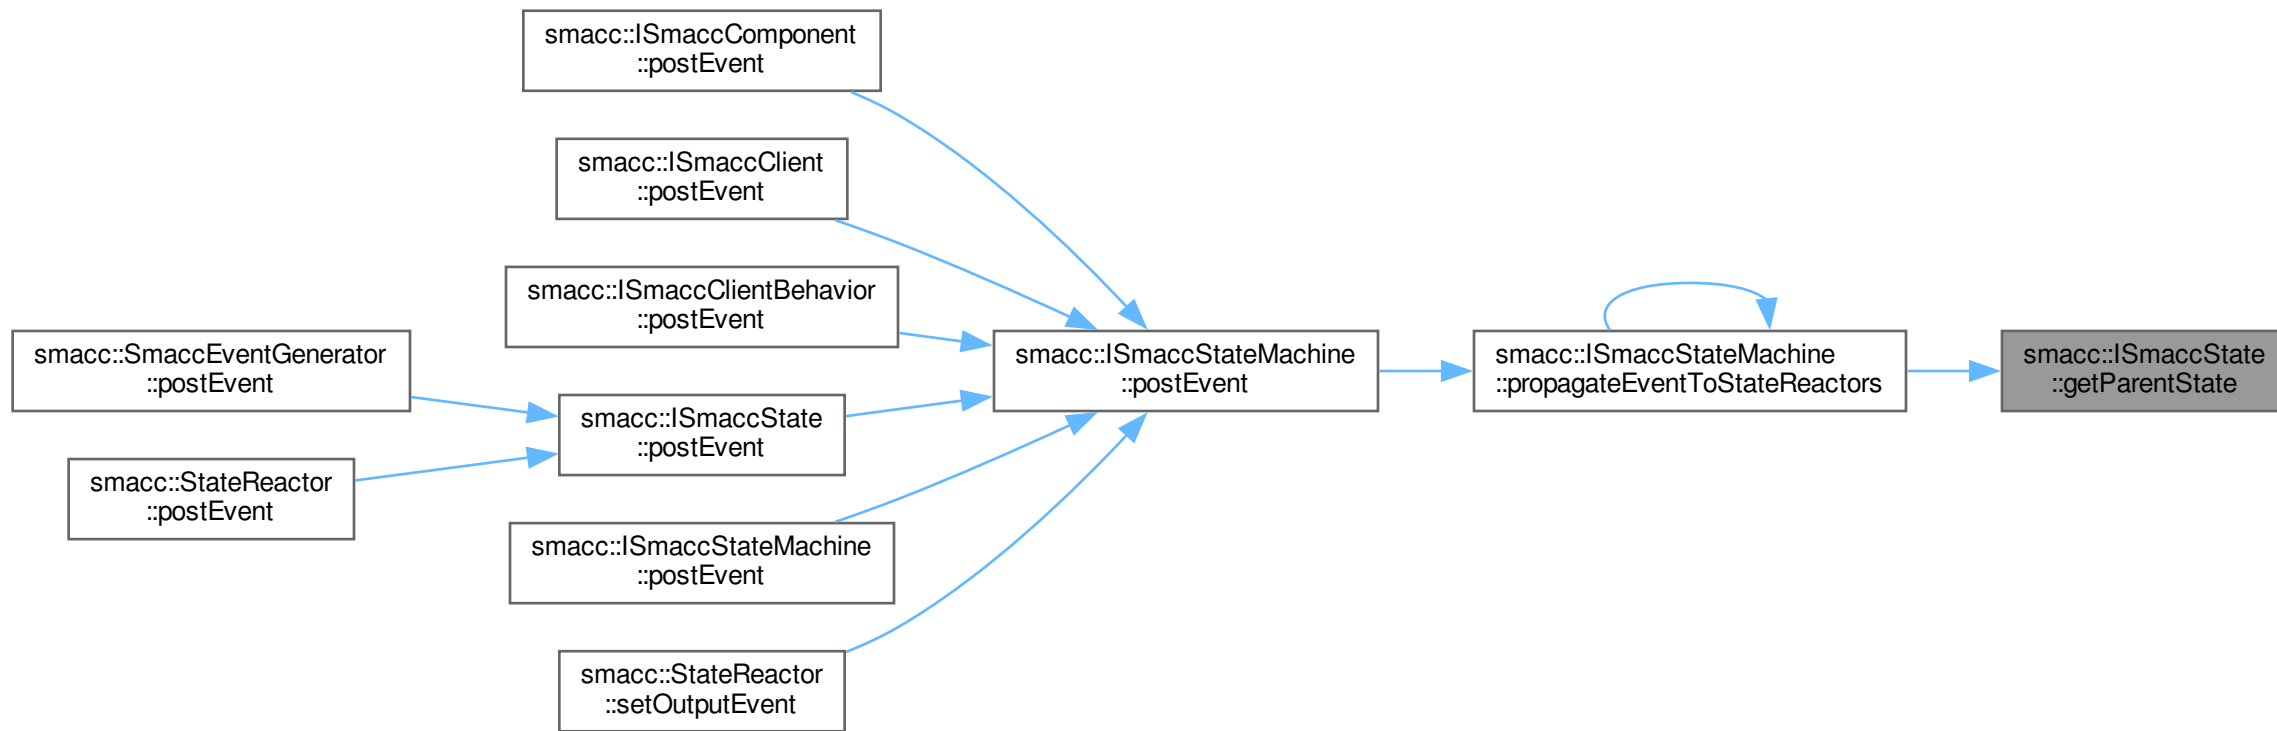 smacc::ISmaccComponent
::postEvent
smacc::ISmaccClient
::postEvent
smacc::ISmaccClientBehavior
::postEvent
smacc::SmaccEventGenerator
::postEvent
smacc::ISmaccStateMachine
::postEvent
smacc::ISmaccStateMachine
::propagateEventToStateReactors
smacc::ISmaccState
::getParentState
smacc::ISmaccState
::postEvent
smacc::StateReactor
::postEvent
smacc::ISmaccStateMachine
::postEvent
smacc::StateReactor
::setOutputEvent